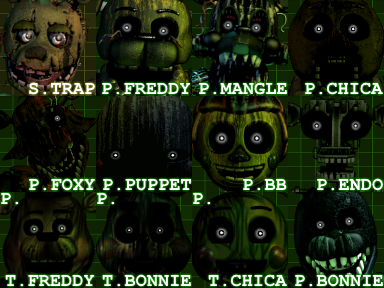 S.TRAP P.FREDDY P.MANGLE P.CHICA
P.FOXY P.PUPPET P.BB P.ENDO
P. P. P.
T.FREDDY T.BONNIE T.CHICA P.BONNIE